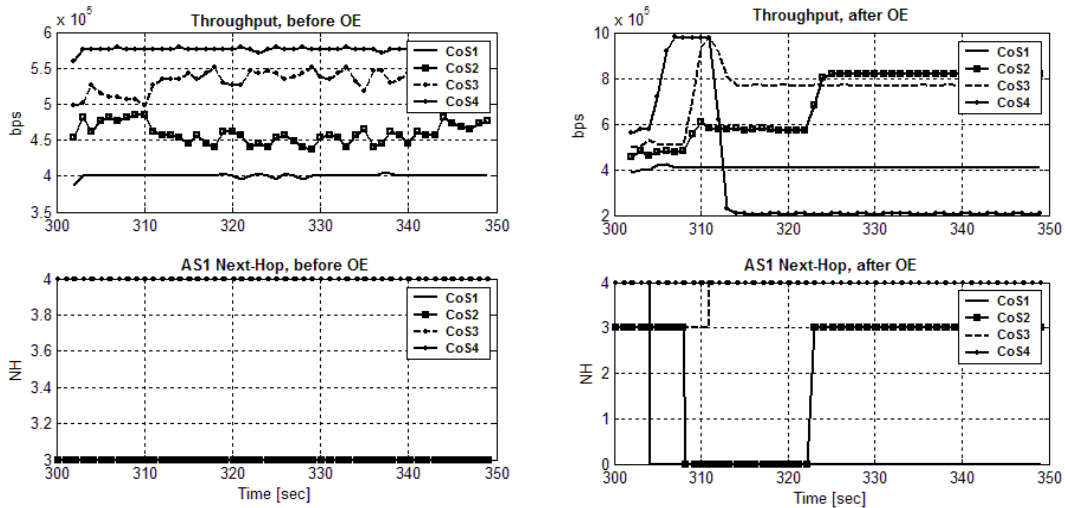 Throughput, before OE
x 10^5
6
5.5
5
4.5
4
3.5
bps
300 310 320 330 340 350
CoS1
CoS2
CoS3
CoS4
Throughput, after OE
x 10^5
10
8
6
4
2
bps
300 310 320 330 340 350
CoS1
CoS2
CoS3
CoS4
AS1 Next-Hop, before OE
4
3.8
3.6
3.4
3.2
3
NH
300 310 320 330 340 350
Time [sec]
CoS1
CoS2
CoS3
CoS4
AS1 Next-Hop, after OE
4
3
2
1
0
NH
300 310 320 330 340 350
Time [sec]
CoS1
CoS2
CoS3
CoS4